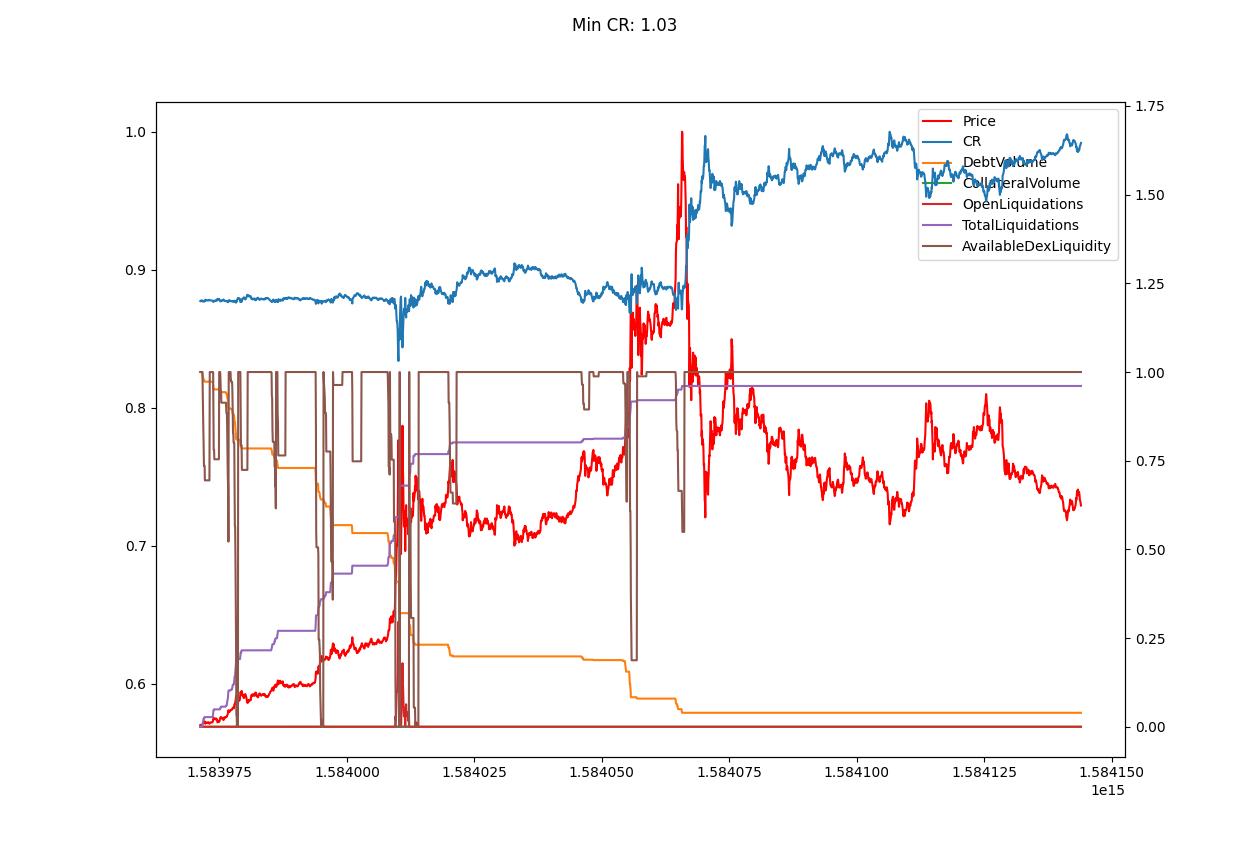 Min CR: 1.03
1.0
0.9
0.8
0.7
0.6
1.75
1.50
1.25
1.00
0.75
0.50
0.25
0.00
Price
CR
DebtVolume
CollateralVolume
OpenLiquidations
TotalLiquidations
AvailableDexLiquidity
1.583975 1.584000 1.584025 1.584050 1.584075 1.584100 1.584125 1.584150
1e15